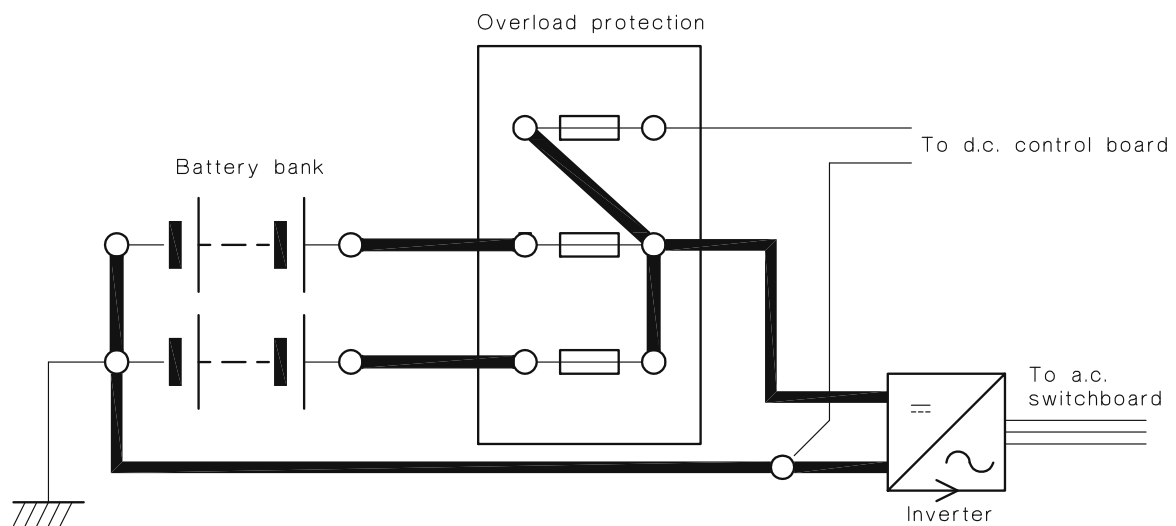 Overload protection
To d.c. control board
Battery bank
To a.c.
switchboard
Inverter